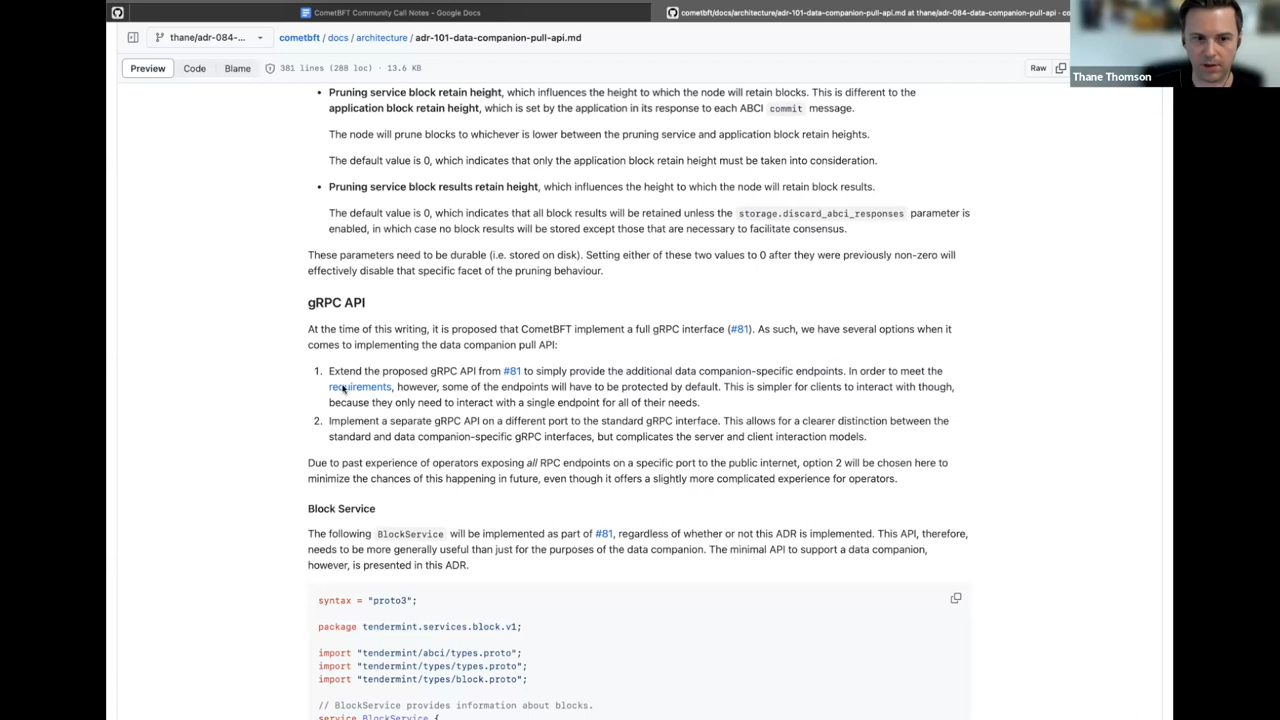 CometBFT Community Call Notes - Google Docs
cometbft/docs/architecture/adr-101-data-companion-pull-api.md at thane/adr-084-data-companion-pull-api · co
thane/adr-084-...
cometbft / docs / architecture / adr-101-data-companion-pull-api.md
Preview Code Blame 381 lines (288 loc) · 13.6 KB Raw
Thane Thomson
Pruning service block retain height, which influences the height to which the node will retain blocks. This is different to the
application block retain height, which is set by the application in its response to each ABCI commit message.
The node will prune blocks to whichever is lower between the pruning service and application block retain heights.
The default value is 0, which indicates that only the application block retain height must be taken into consideration.
Pruning service block results retain height, which influences the height to which the node will retain block results.
The default value is 0, which indicates that all block results will be retained unless the storage.discard_abci_responses parameter is
enabled, in which case no block results will be stored except those that are necessary to facilitate consensus.
These parameters need to be durable (i.e. stored on disk). Setting either of these two values to 0 after they were previously non-zero will
effectively disable that specific facet of the pruning behaviour.
gRPC API
At the time of this writing, it is proposed that CometBFT implement a full gRPC interface (#81). As such, we have several options when it
comes to implementing the data companion pull API:
1. Extend the proposed gRPC API from #81 to simply provide the additional data companion-specific endpoints. In order to meet the
requirements, however, some of the endpoints will have to be protected by default. This is simpler for clients to interact with though,
because they only need to interact with a single endpoint for all of their needs.
2. Implement a separate gRPC API on a different port to the standard gRPC interface. This allows for a clearer distinction between the
standard and data companion-specific gRPC interfaces, but complicates the server and client interaction models.
Due to past experience of operators exposing all RPC endpoints on a specific port to the public internet, option 2 will be chosen here to
minimize the chances of this happening in future, even though it offers a slightly more complicated experience for operators.
Block Service
The following BlockService will be implemented as part of #81, regardless of whether or not this ADR is implemented. This API, therefore,
needs to be more generally useful than just for the purposes of the data companion. The minimal API to support a data companion,
however, is presented in this ADR.
syntax = "proto3";
package tendermint.services.block.v1;
import "tendermint/abci/types.proto";
import "tendermint/types/types.proto";
import "tendermint/types/block.proto";
// BlockService provides information about blocks.
service BlockService {